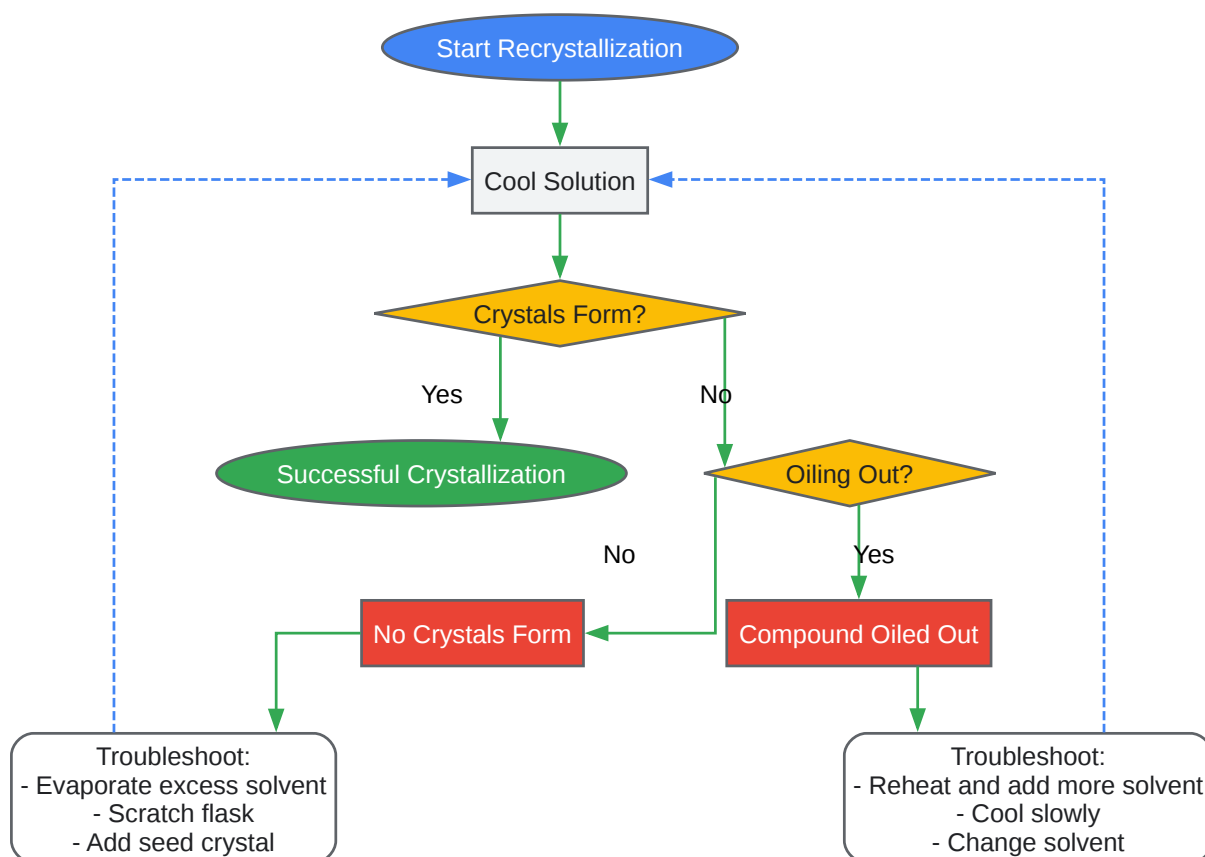 Start Recrystallization
Cool Solution
Crystals Form?
Yes
No
Successful Crystallization
Oiling Out?
No
Yes
No Crystals Form
Compound Oiled Out
Troubleshoot:
- Evaporate excess solvent
- Scratch flask
- Add seed crystal
Troubleshoot:
- Reheat and add more solvent
- Cool slowly
- Change solvent